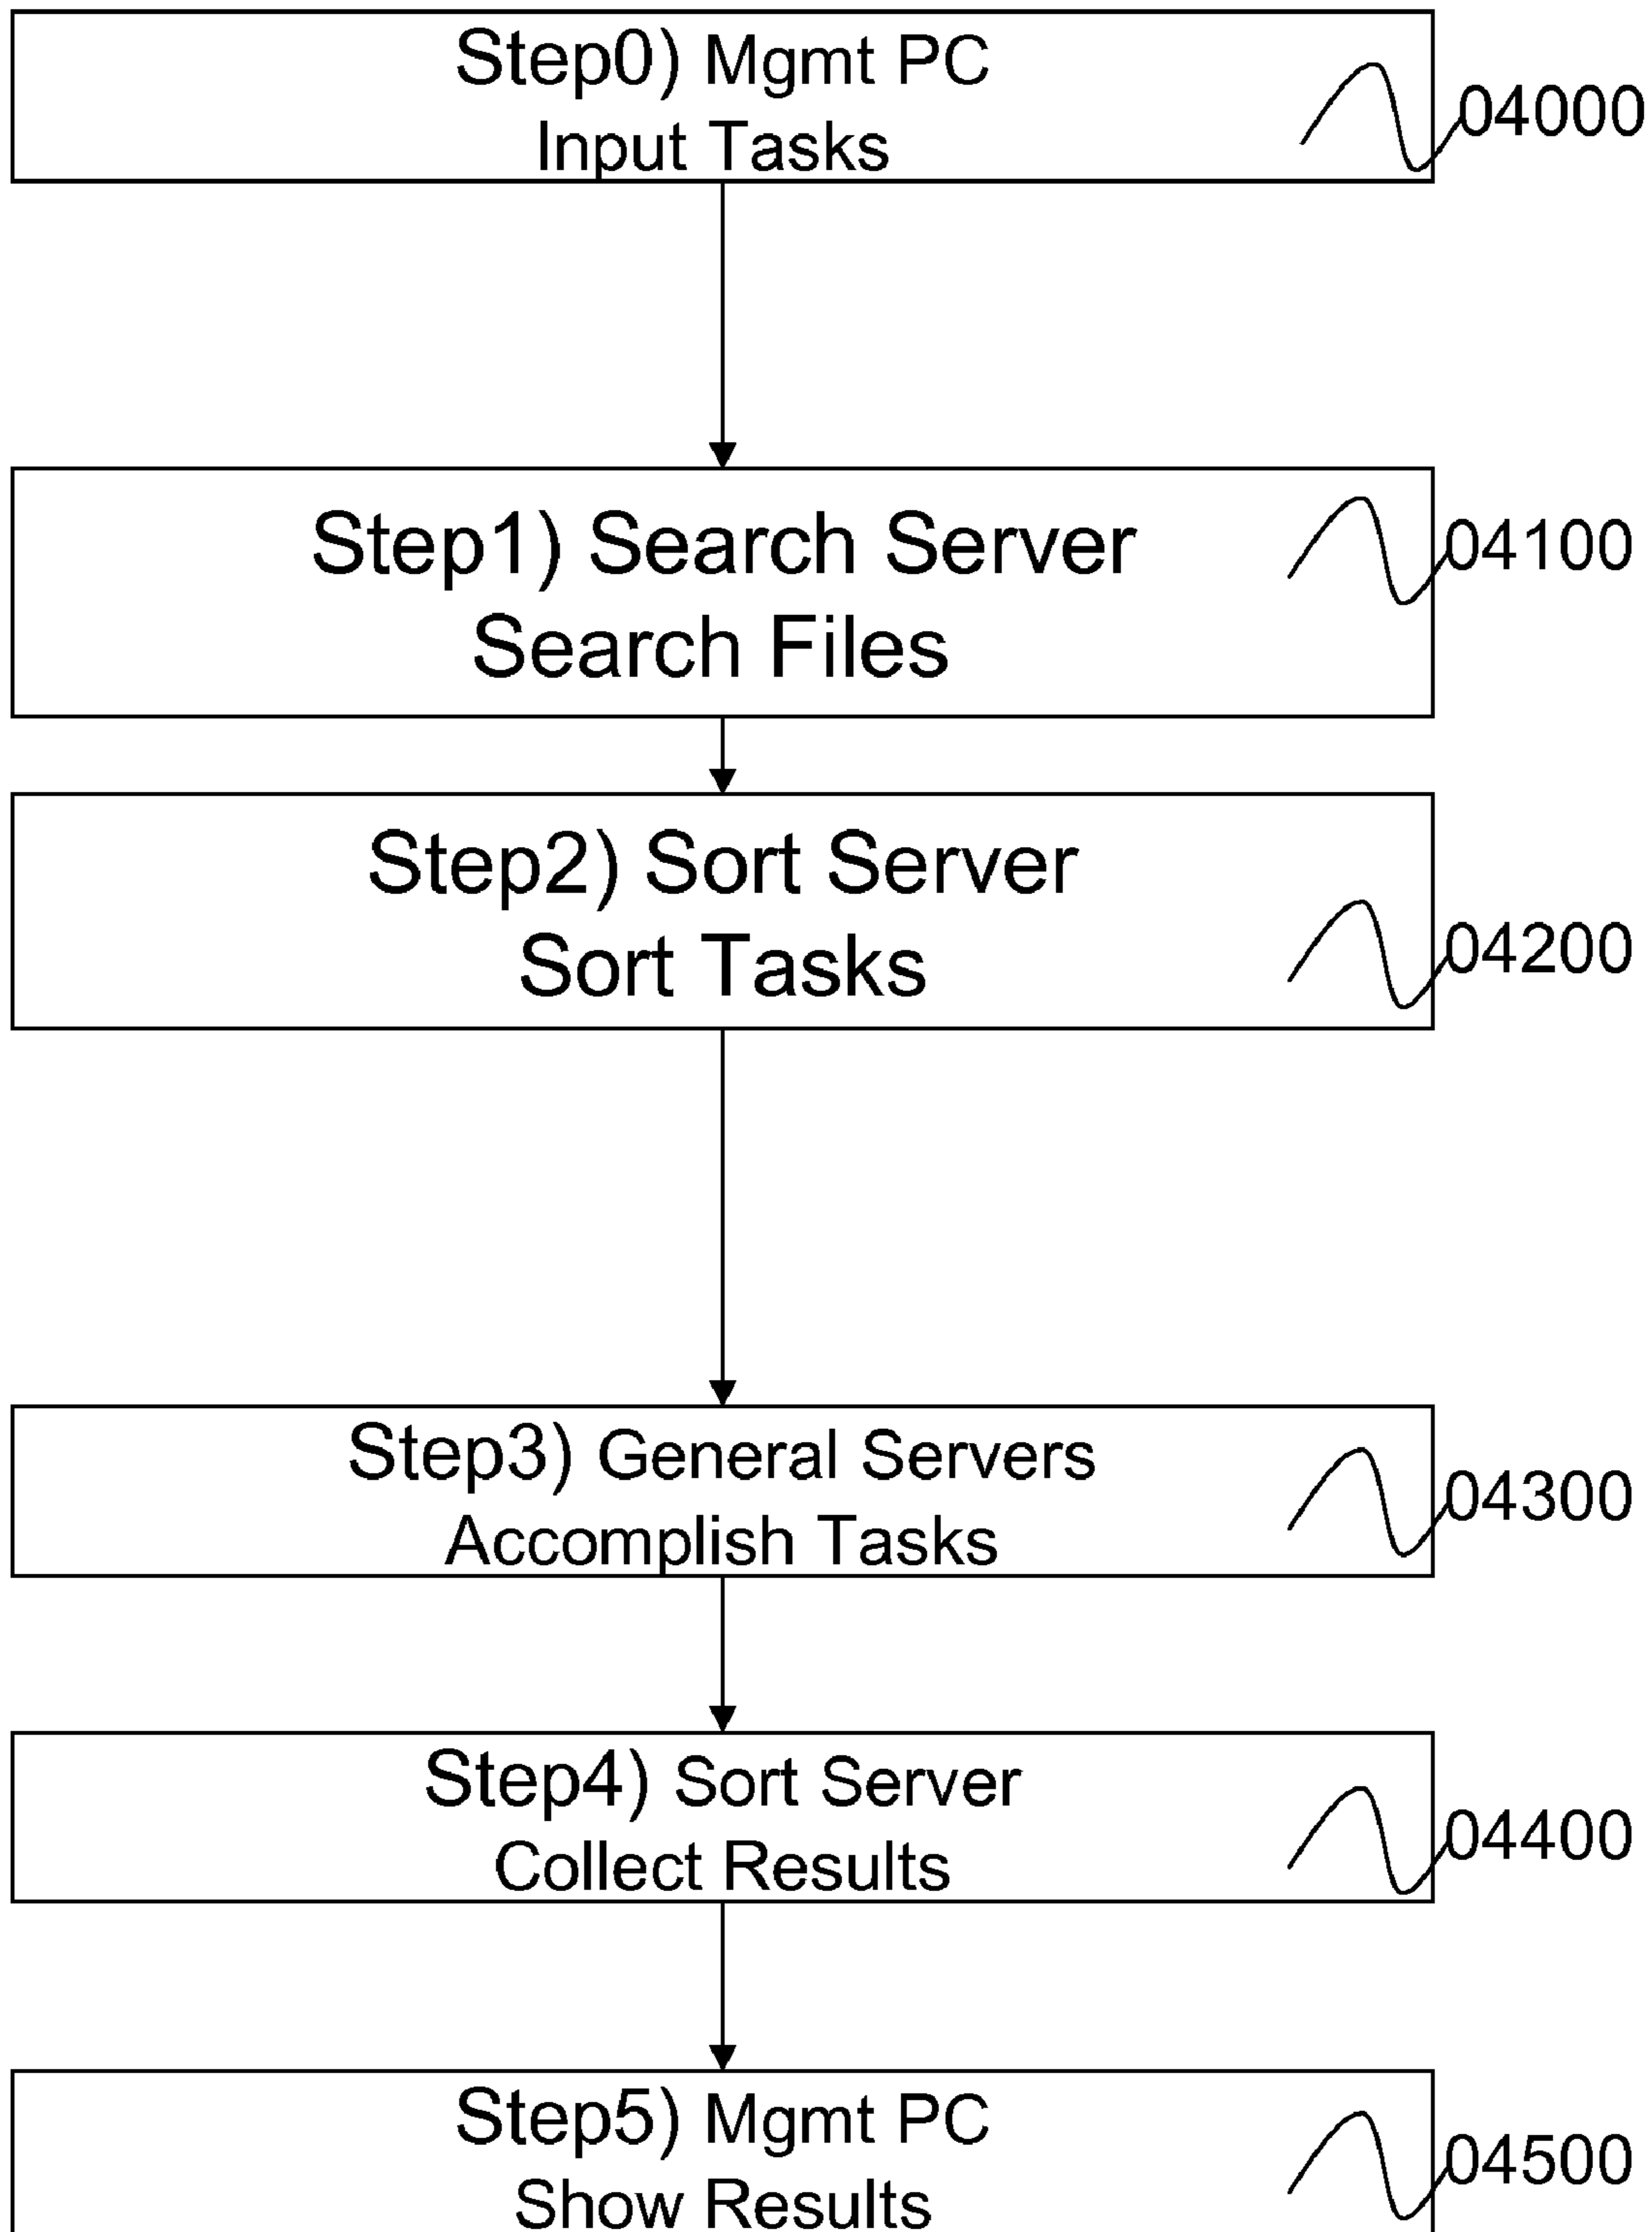 Step0) Mgmt PC
Input Tasks
04000
Step1) Search Server
Search Files
04100
Step2) Sort Server
Sort Tasks
04200
Step3) General Servers
Accomplish Tasks
04300
Step4) Sort Server
Collect Results
04400
Step5) Mgmt PC
Show Results
04500